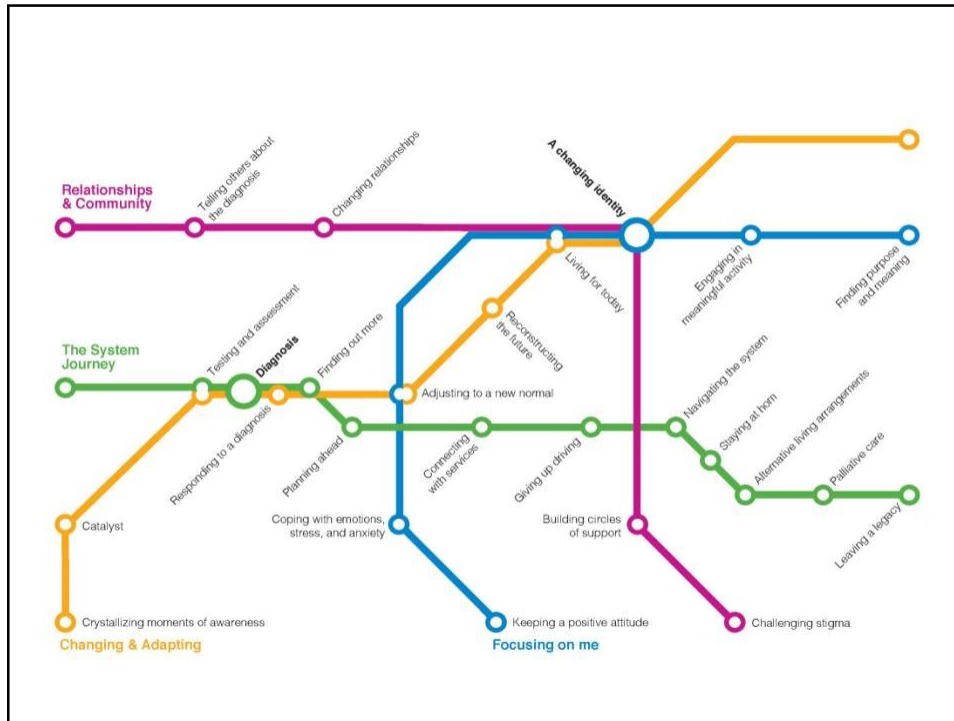 Telling others about
the diagnosis
Changing relationships
A changing identity
Relationships
& Community
Living for today
Engaging in
meaningful activity
Finding purpose
and meaning
Reconstructing
the future
The System
Journey
Testing and assessment
Diagnosis
Finding out more
Adjusting to a new normal
Responding to a diagnosis
Planning ahead
Connecting
with services
Giving up driving
Navigating the system
Staying at hom
Alternative living arrangements
Palliative care
Leaving a legacy
Catalyst
Coping with emotions,
stress, and anxiety
Building circles
of support
Crystallizing moments of awareness
Keeping a positive attitude
Challenging stigma
Changing & Adapting
Focusing on me